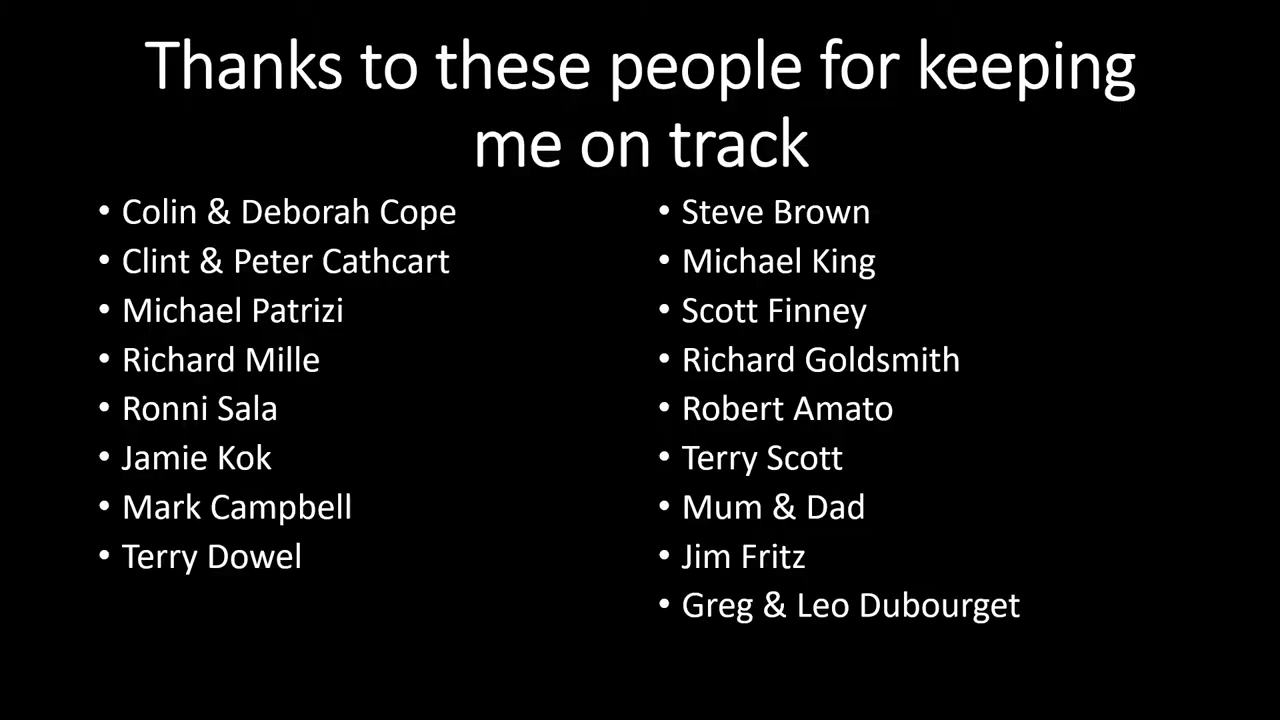 Thanks to these people for keeping
me on track
• Colin & Deborah Cope
• Clint & Peter Cathcart
• Michael Patrizi
• Richard Mille
• Ronni Sala
• Jamie Kok
• Mark Campbell
• Terry Dowel
• Steve Brown
• Michael King
• Scott Finney
• Richard Goldsmith
• Robert Amato
• Terry Scott
• Mum & Dad
• Jim Fritz
• Greg & Leo Dubourget